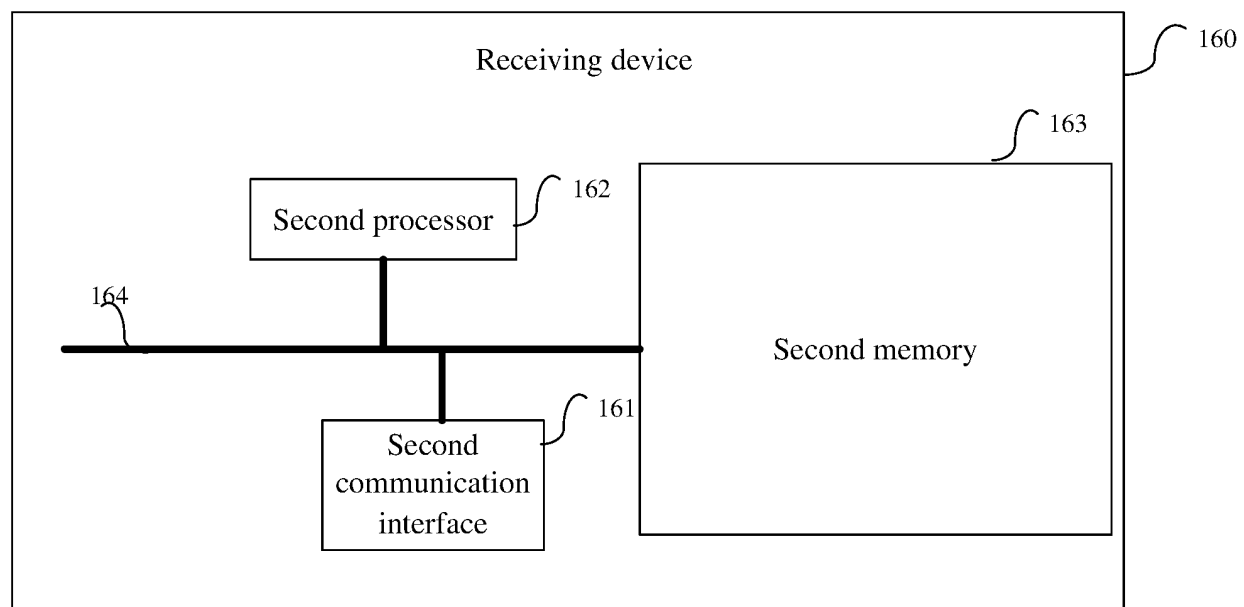 Receiving device
160
163
162
Second processor
164
Second memory
161
Second
communication
interface